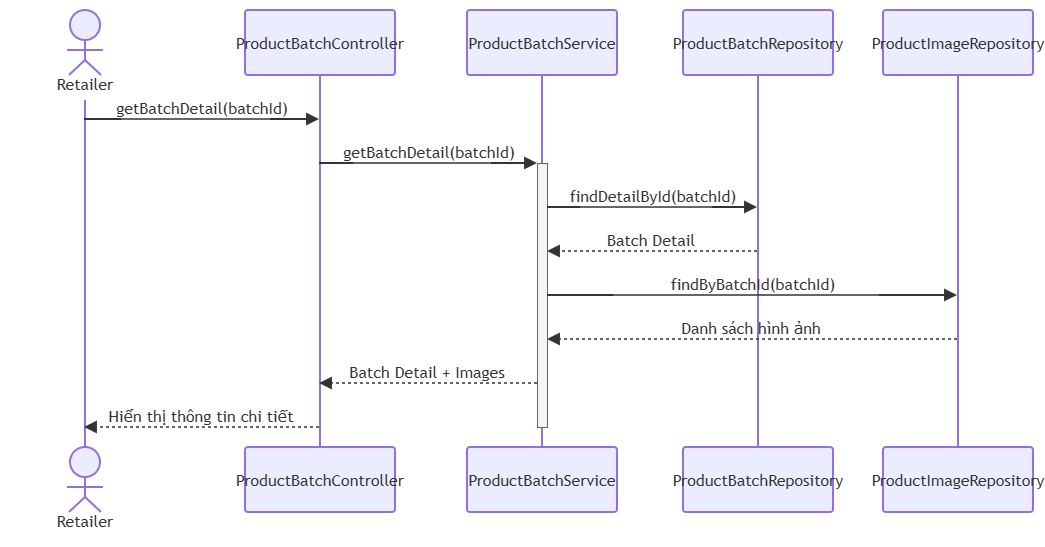 ProductBatchController
ProductBatchService
ProductBatchRepository
ProductImageRepository
Retailer
getBatchDetail(batchId)
getBatchDetail(batchId)
findDetailById(batchId)
Batch Detail
findByBatchId(batchId)
Danh sách hình ảnh
Batch Detail + Images
Hiển thị thông tin chi tiết
ProductBatchController
ProductBatchService
ProductBatchRepository
ProductImageRepository
Retailer